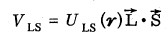 V_LS = U_LS (r) L⃗ · S⃗